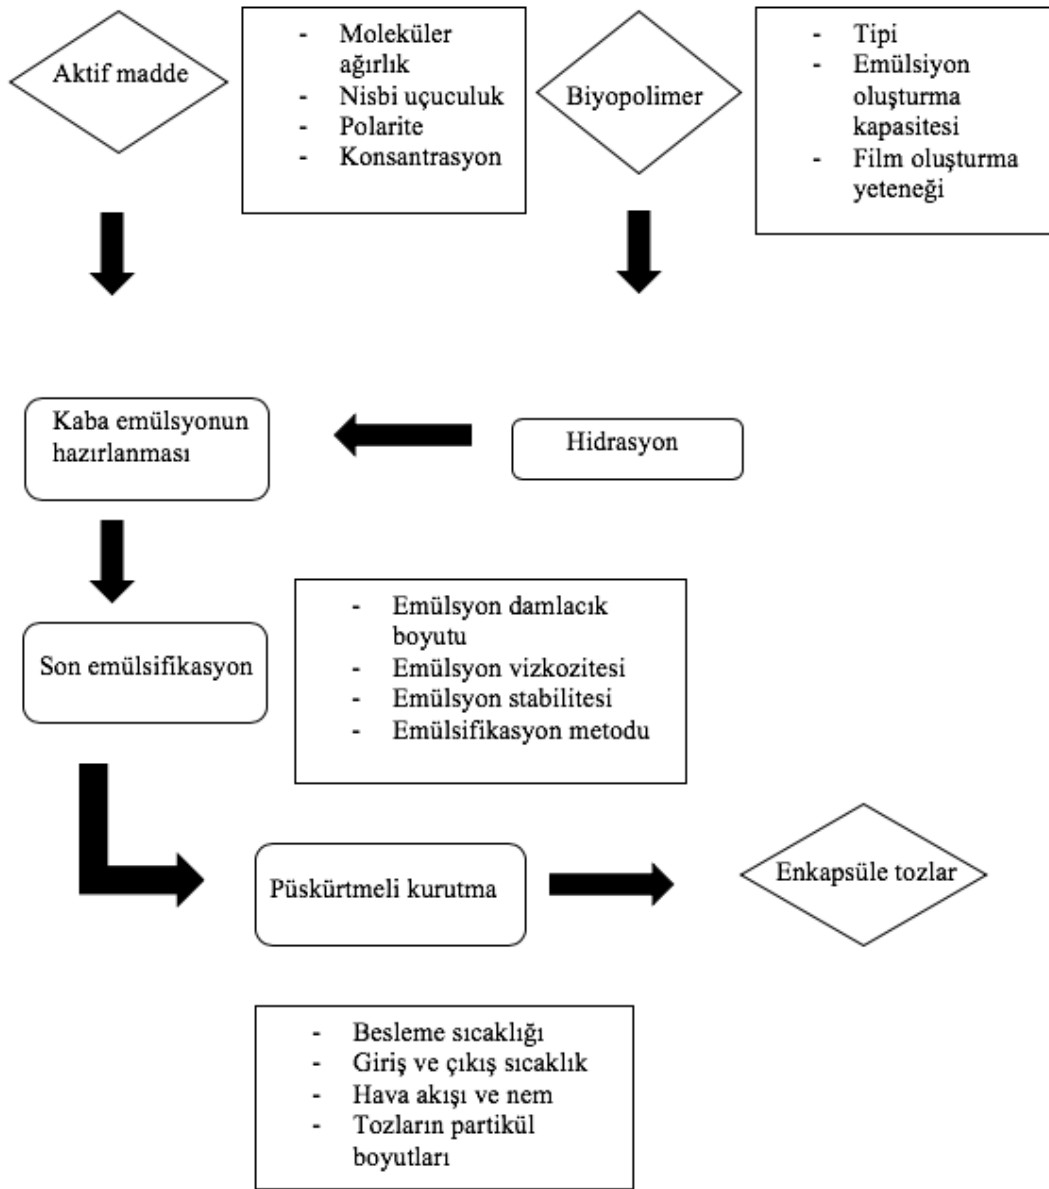 Aktif madde
- Moleküler
ağırlık
- Nisbi uçuculuk
- Polarite
- Konsantrasyon
Biyopolimer
- Tipi
- Emülsiyon
oluşturma
kapasitesi
- Film oluşturma
yeteneği
Kaba emülsyonun
hazırlanması
Hidrasyon
Son emülsifikasyon
- Emülsyon damlacık
boyutu
- Emülsyon vizkozitesi
- Emülsyon stabilitesi
- Emülsifikasyon metodu
Püskürtmeli kurutma
Enkapsüle tozlar
- Besleme sıcaklığı
- Giriş ve çıkış sıcaklık
- Hava akışı ve nem
- Tozların partikül
boyutları